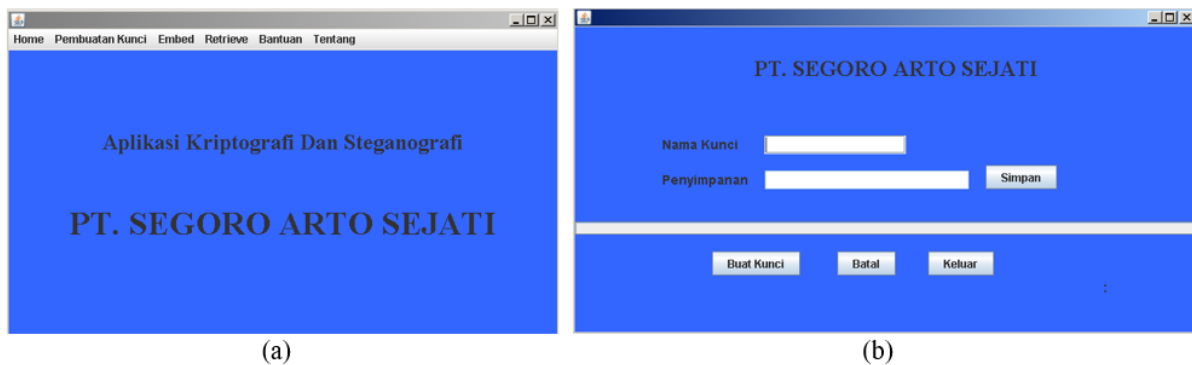 Home Pembuatan Kunci Embed Retrieve Bantuan Tentang
Aplikasi Kriptografi Dan Steganografi
PT. SEGORO ARTO SEJATI
(a)
PT. SEGORO ARTO SEJATI
Nama Kunci
Penyimpanan Simpan
Buat Kunci Batal Keluar
:
(b)